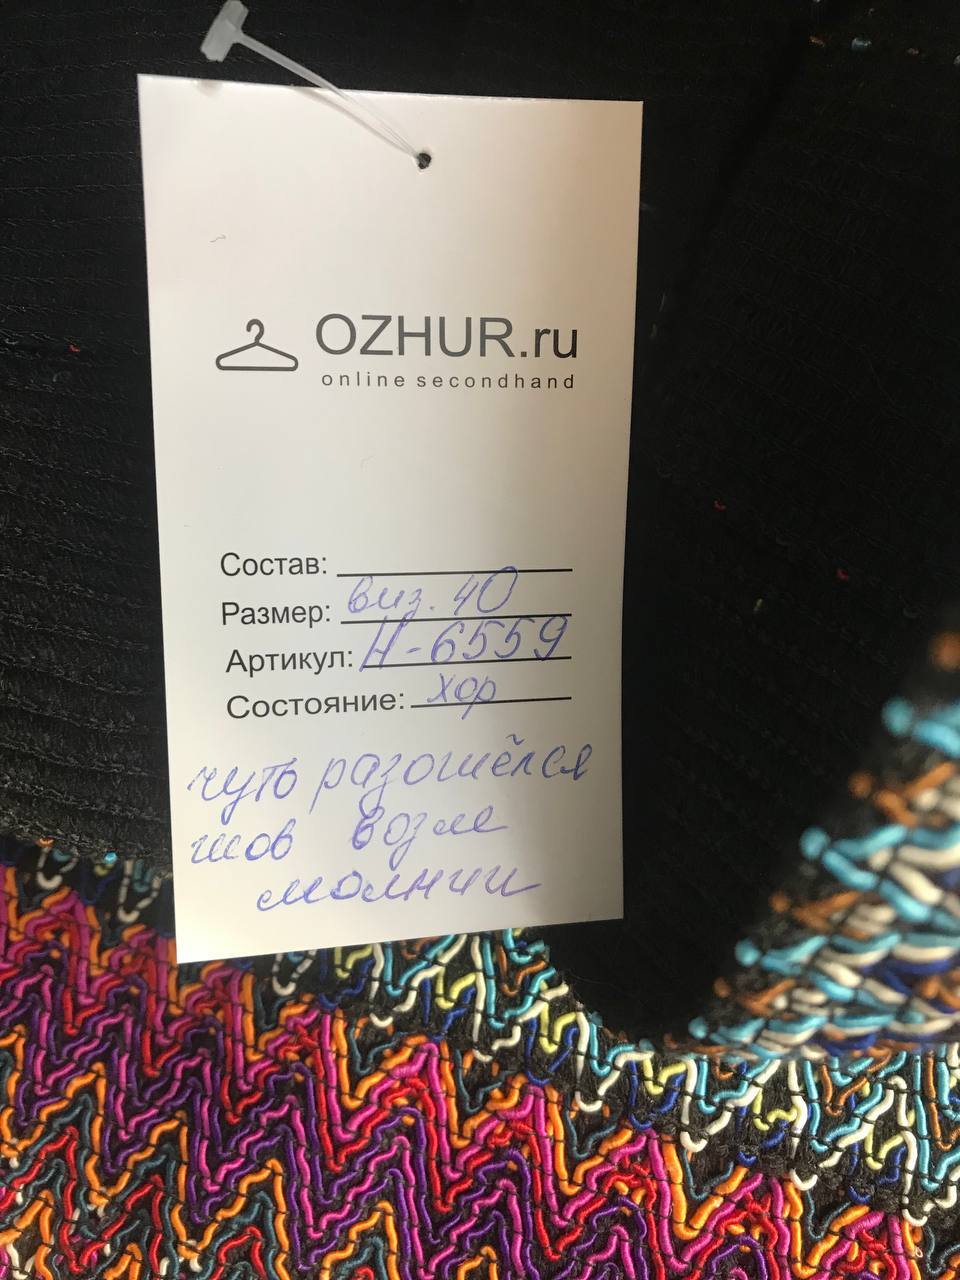 OZHUR.ru
online secondhand
Состав:
Размер: виз. 40
Артикул: Н-6559
Состояние: хор
чуть разошёлся
шов возле
молнии